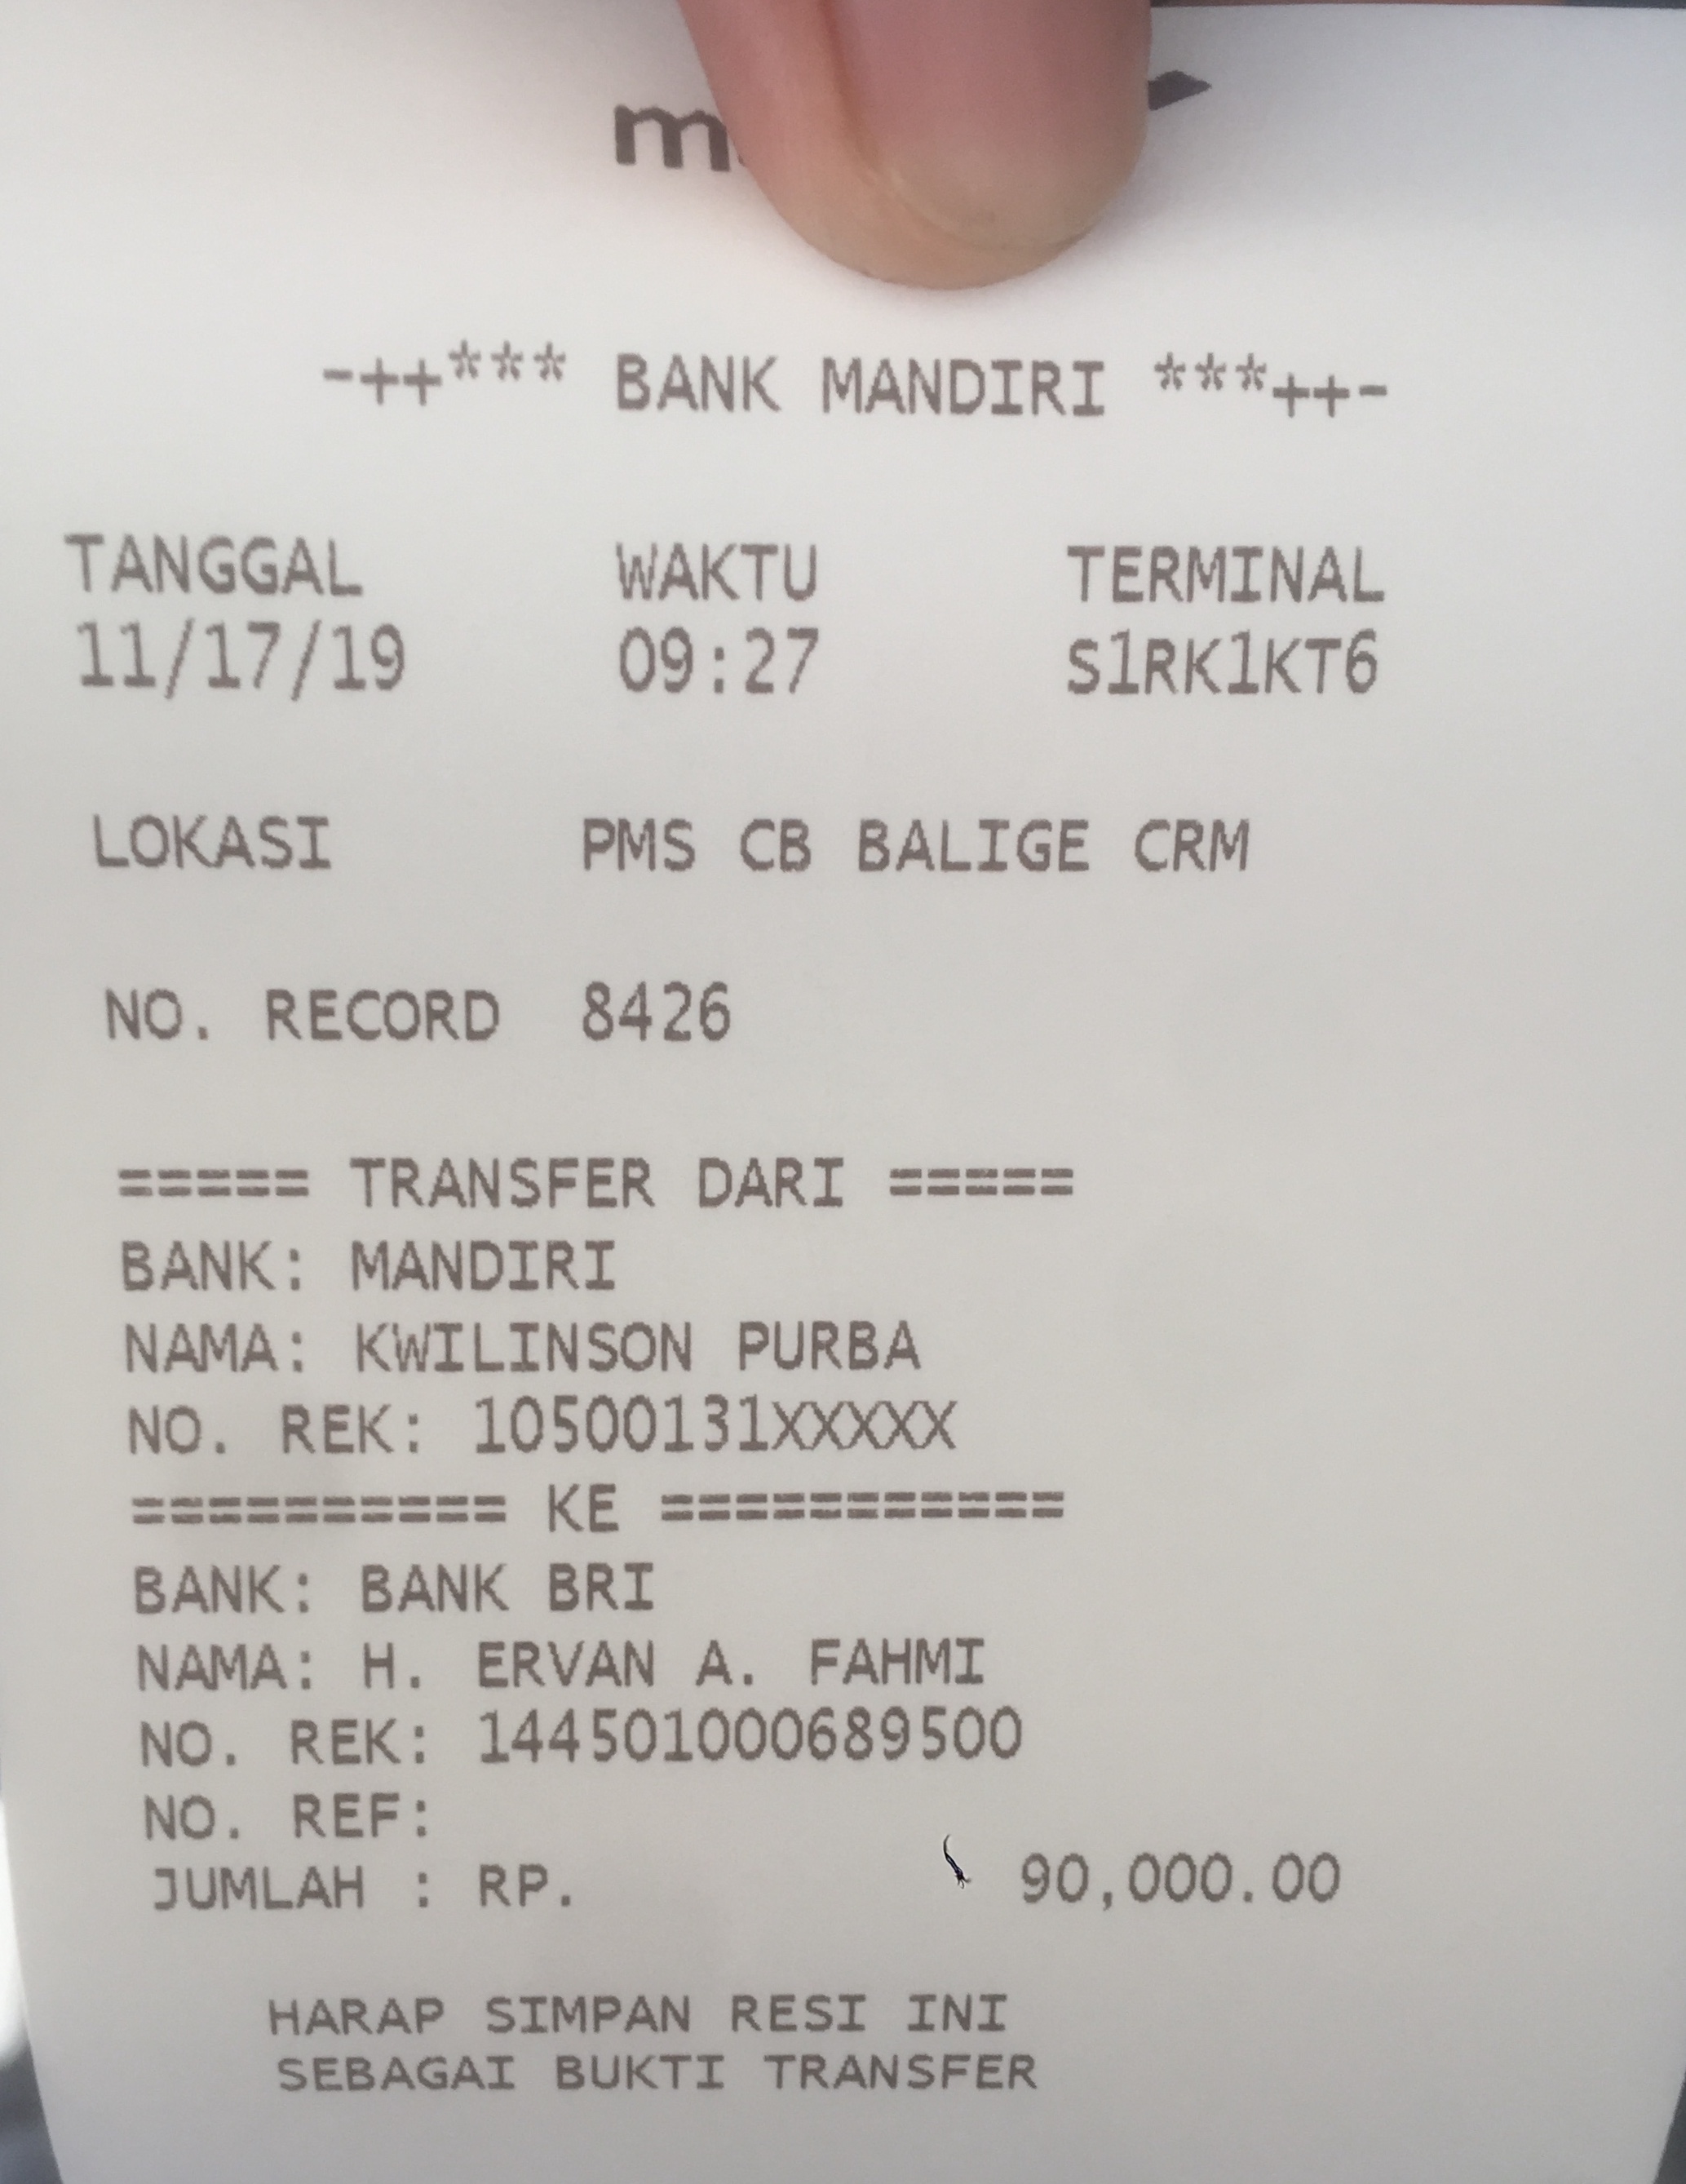 -++*** BANK MANDIRI ***++-
TANGGAL WAKTU TERMINAL
11/17/19 09:27 S1RK1KT6
LOKASI PMS CB BALIGE CRM
NO. RECORD 8426
===== TRANSFER DARI =====
BANK: MANDIRI
NAMA: KWILINSON PURBA
NO. REK: 10500131XXXXX
========== KE ===========
BANK: BANK BRI
NAMA: H. ERVAN A. FAHMI
NO. REK: 144501000689500
NO. REF:
JUMLAH : RP. 90,000.00
HARAP SIMPAN RESI INI
SEBAGAI BUKTI TRANSFER